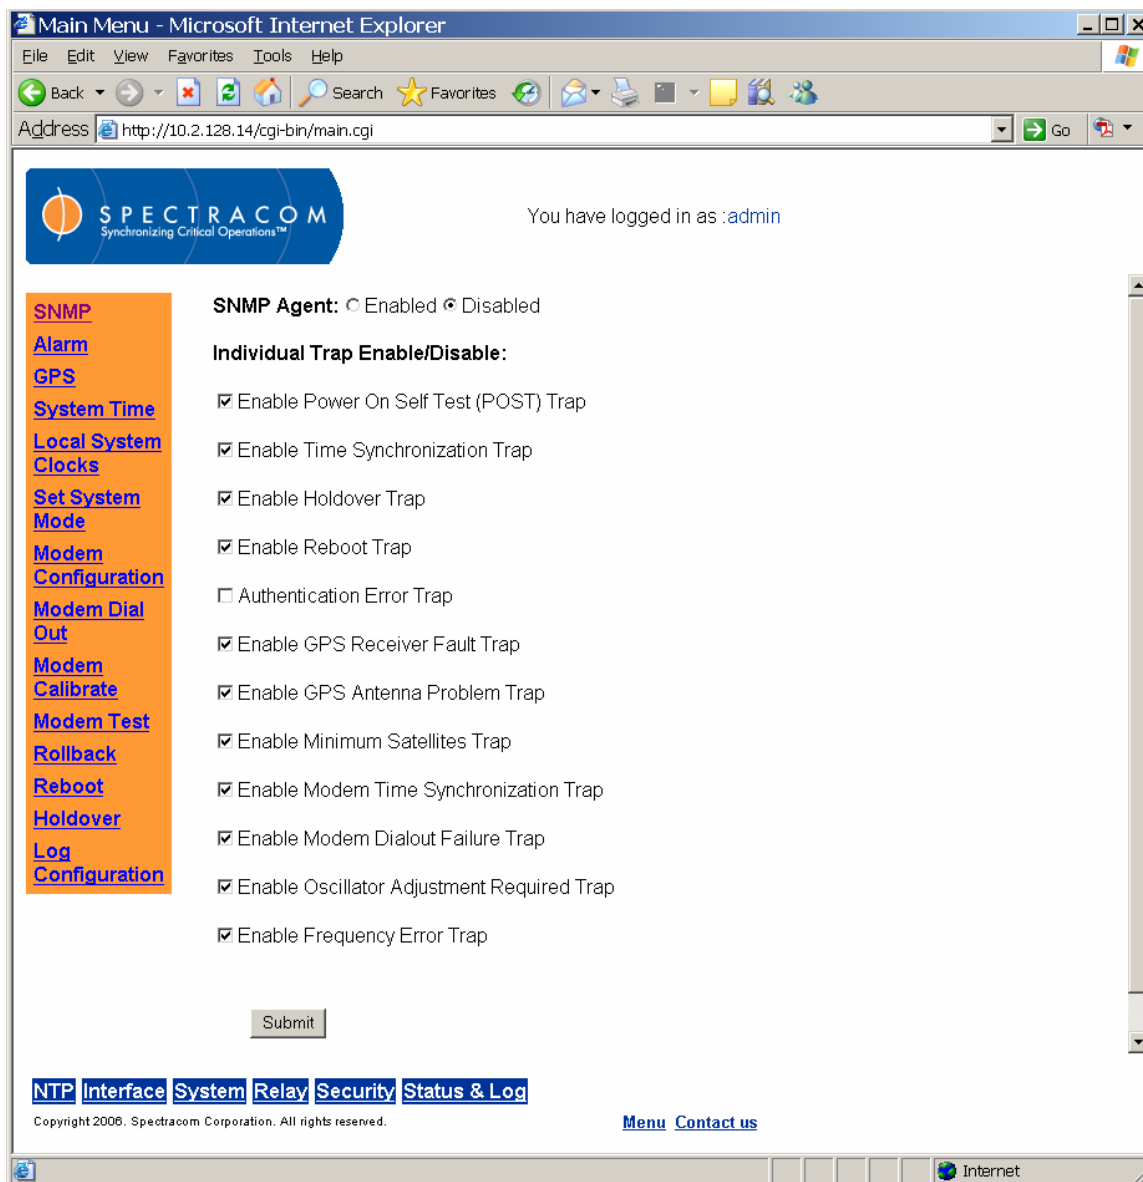 Main Menu - Microsoft Internet Explorer
File Edit View Favorites Tools Help
Back Search Favorites
Address http://10.2.128.14/cgi-bin/main.cgi Go
SPECTRACOM
Synchronizing Critical Operations™
You have logged in as :admin
SNMP
Alarm
GPS
System Time
Local System
Clocks
Set System
Mode
Modem
Configuration
Modem Dial
Out
Modem
Calibrate
Modem Test
Rollback
Reboot
Holdover
Log
Configuration
SNMP Agent: Enabled Disabled
Individual Trap Enable/Disable:
Enable Power On Self Test (POST) Trap
Enable Time Synchronization Trap
Enable Holdover Trap
Enable Reboot Trap
Authentication Error Trap
Enable GPS Receiver Fault Trap
Enable GPS Antenna Problem Trap
Enable Minimum Satellites Trap
Enable Modem Time Synchronization Trap
Enable Modem Dialout Failure Trap
Enable Oscillator Adjustment Required Trap
Enable Frequency Error Trap
Submit
NTP Interface System Relay Security Status & Log
Copyright 2006. Spectracom Corporation. All rights reserved. Menu Contact us
Internet